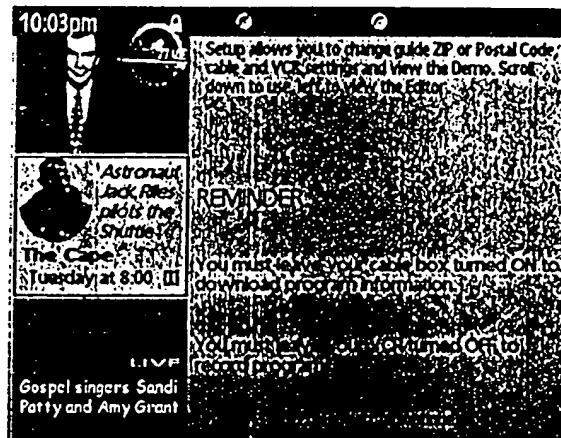 10:03pm
Setup allows you to change guide ZIP or Postal Code,
cable and VCR settings and View the Demo. Scroll
down to use, left to view the Editor
Astronaut
Jack Riles
pilots the
Shuttle
The Cape
Tuesday at 8:00
REMINDER
You must leave your cable box turned ON to
download program information.
You must leave your VCR turned OFF to
record program
LIVE
Gospel singers Sandi
Patty and Amy Grant